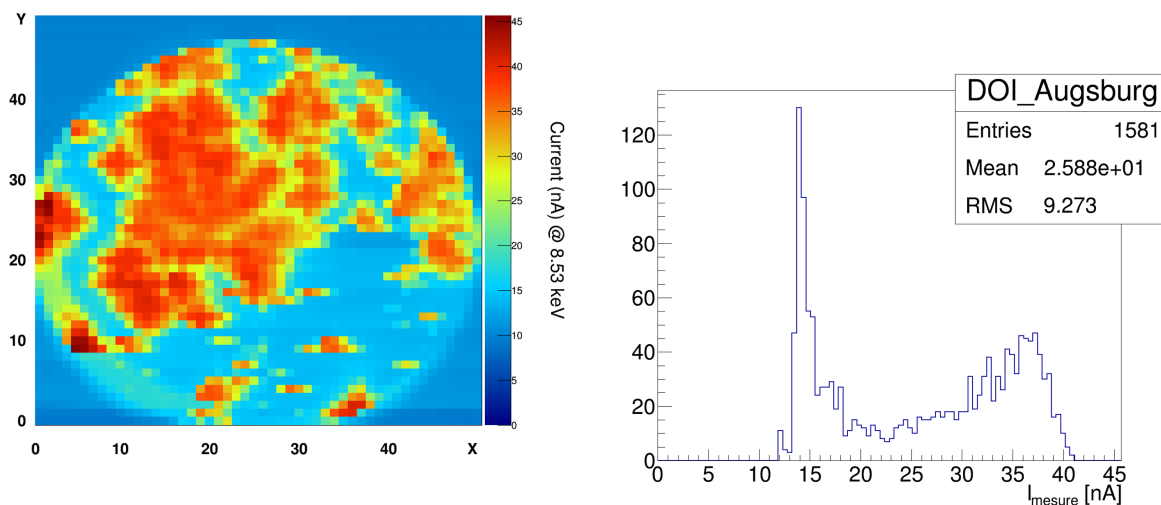 Y
40
30
20
10
0
0 10 20 30 40 X
45
40
35
30
25
20
15
10
5
0
Current (nA) @ 8.53 keV
DOI_Augsburg
Entries 1581
Mean 2.588e+01
RMS 9.273
120
100
80
60
40
20
0
0 5 10 15 20 25 30 35 40 45
I_mesure [nA]